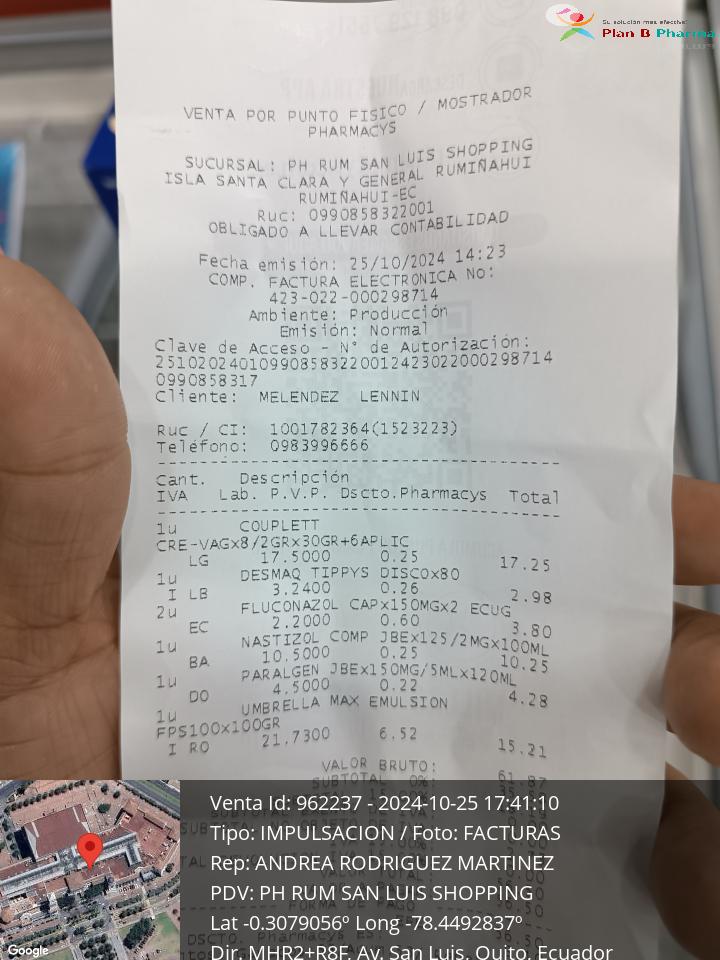 Su solución más efectiva!
Plan B Pharma
VENTA POR PUNTO FISICO / MOSTRADOR
PHARMACYS
SUCURSAL: PH RUM SAN LUIS SHOPPING
ISLA SANTA CLARA Y GENERAL RUMIÑAHUI
RUMIÑAHUI-EC
Ruc: 0990858322001
OBLIGADO A LLEVAR CONTABILIDAD
Fecha emisión: 25/10/2024 14:23
COMP. FACTURA ELECTRONICA No:
423-022-000298714
Ambiente: Producción
Emisión: Normal
Clave de Acceso - N° de Autorización:
251020240109908583220012423022000298714
0990858317
Cliente: MELENDEZ LENNIN
Ruc / CI: 1001782364(1523223)
Teléfono: 0983996666
Cant. Descripción
IVA Lab. P.V.P. Dscto.Pharmacys Total
1u COUPLETT
CRE-VAGx8/2GRx30GR+6APLIC
LG 17.5000 0.25 17.25
1u DESMAQ TIPPYS DISCOx80
I LB 3.2400 0.26 2.98
2u FLUCONAZOL CAPx150MGx2 ECUG
EC 2.2000 0.60 3.80
1u NASTIZOL COMP JBEx125/2MGx100ML
BA 10.5000 0.25 10.25
1u PARALGEN JBEx150MG/5MLx120ML
DO 4.5000 0.22 4.28
1u UMBRELLA MAX EMULSION
FPS100x100GR
I RO 21.7300 6.52 15.21
VALOR BRUTO: 61.87
SUBTOTAL 0%:
Venta Id: 962237 - 2024-10-25 17:41:10
Tipo: IMPULSACION / Foto: FACTURAS
Rep: ANDREA RODRIGUEZ MARTINEZ
PDV: PH RUM SAN LUIS SHOPPING
Lat -0.3079056º Long -78.4492837º
Dir. MHR2+R8F, Av. San Luis, Quito, Ecuador
Google